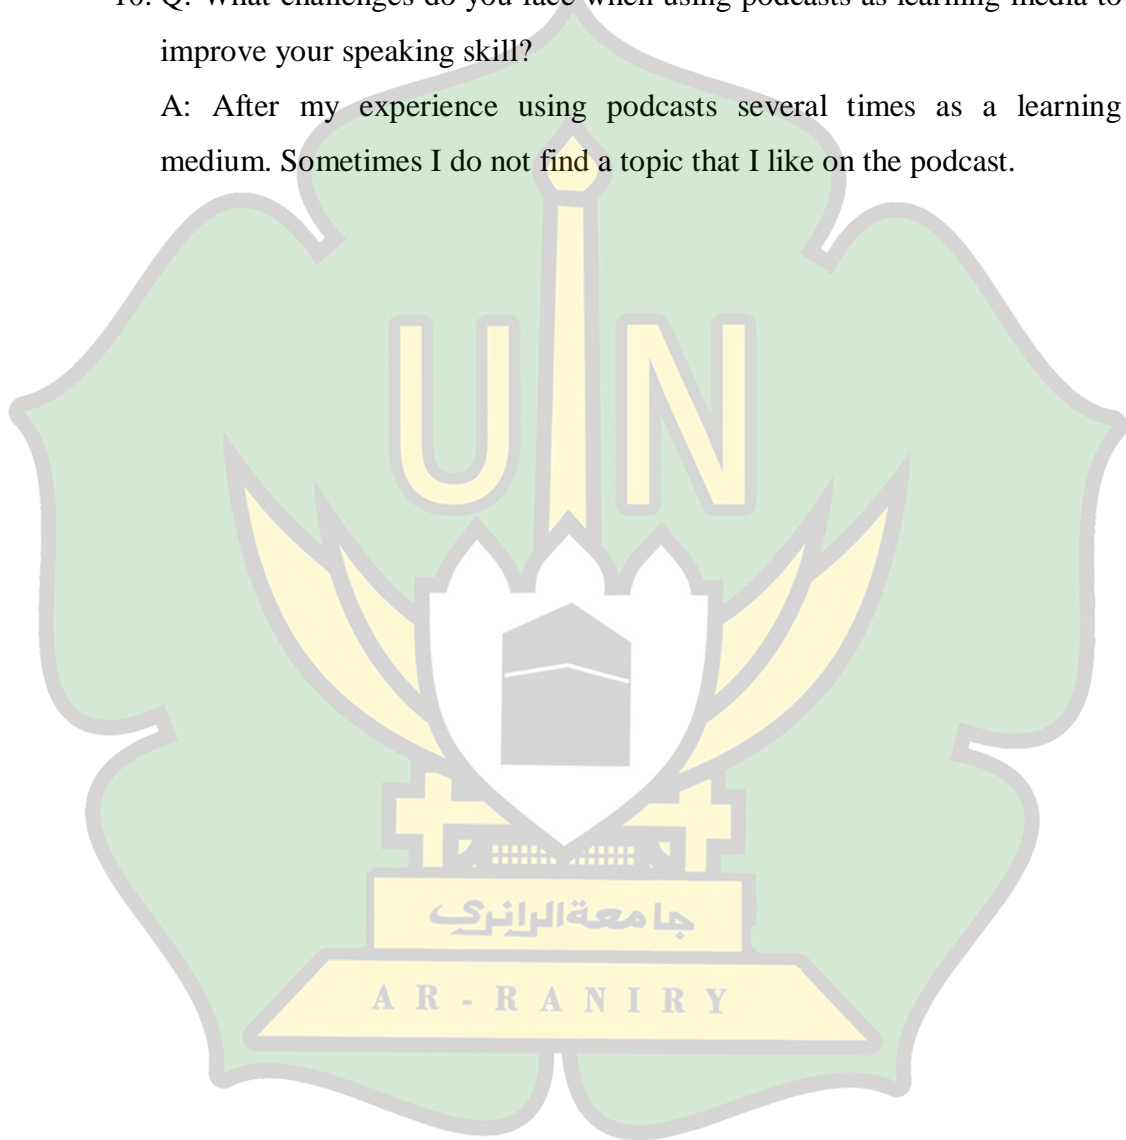 10. Q: What challenges do you face when using podcasts as learning media to
improve your speaking skill?
A: After my experience using podcasts several times as a learning
medium. Sometimes I do not find a topic that I like on the podcast.
UIN
جامعةالرانري
AR-RANIRY